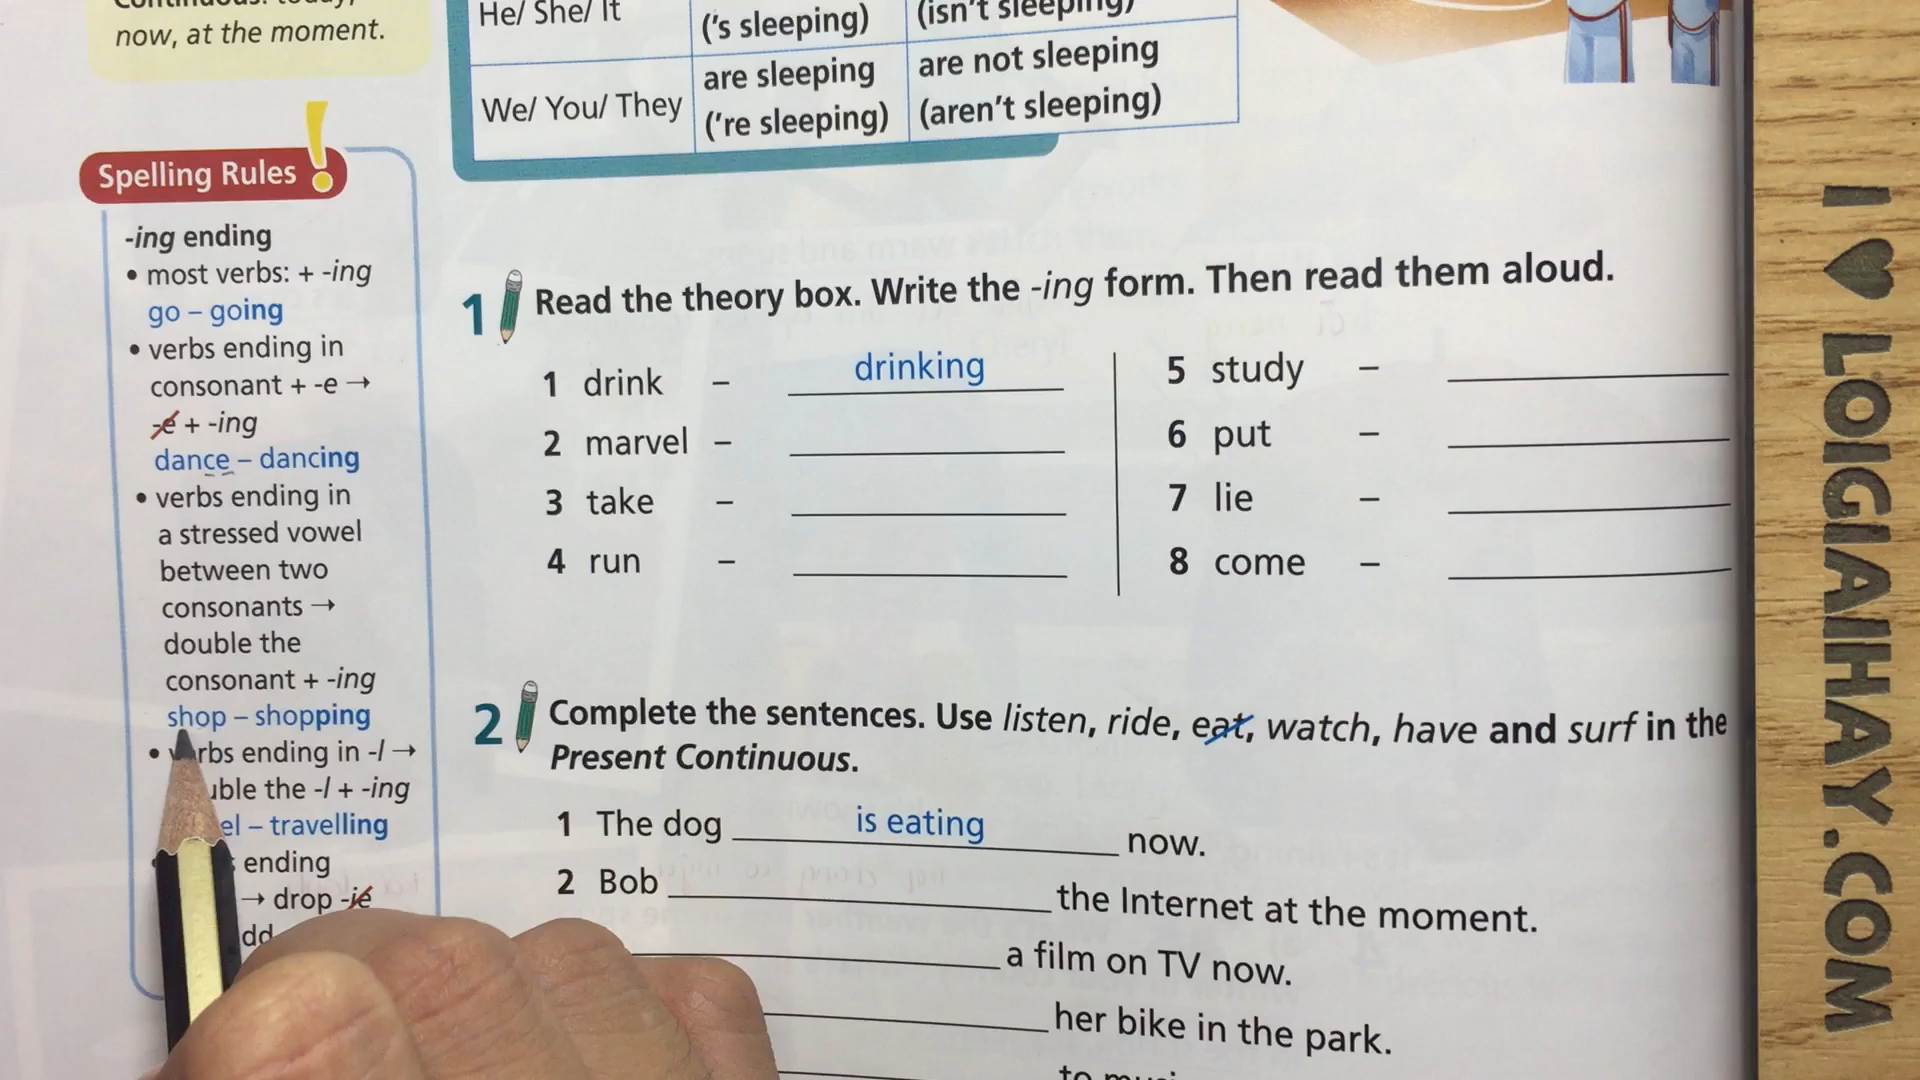 now, at the moment.
He/ She/ It
('s sleeping)
(isn't sleeping)
We/ You/ They
are sleeping
('re sleeping)
are not sleeping
(aren't sleeping)
Spelling Rules !
-ing ending
• most verbs: + -ing
go – going
• verbs ending in
consonant + -e →
-e + -ing
dance – dancing
• verbs ending in
a stressed vowel
between two
consonants →
double the
consonant + -ing
shop – shopping
• verbs ending in -l →
the -l + -ing
– travelling
ending
→ drop -ie
1 Read the theory box. Write the -ing form. Then read them aloud.
1 drink – drinking
2 marvel –
3 take –
4 run –
5 study –
6 put –
7 lie –
8 come –
2 Complete the sentences. Use listen, ride, eat, watch, have and surf in the
Present Continuous.
1 The dog is eating now.
2 Bob the Internet at the moment.
a film on TV now.
her bike in the park.
I ♥ LOIGIAIHAY.COM